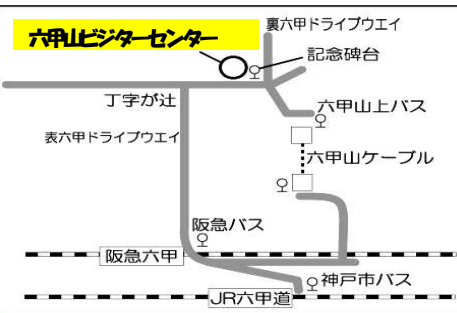 裏六甲ドライブウエイ
六甲山ビジターセンター
記念碑台
丁字が辻
六甲山上バス
表六甲ドライブウエイ
六甲山ケーブル
阪急バス
阪急六甲
神戸市バス
JR六甲道